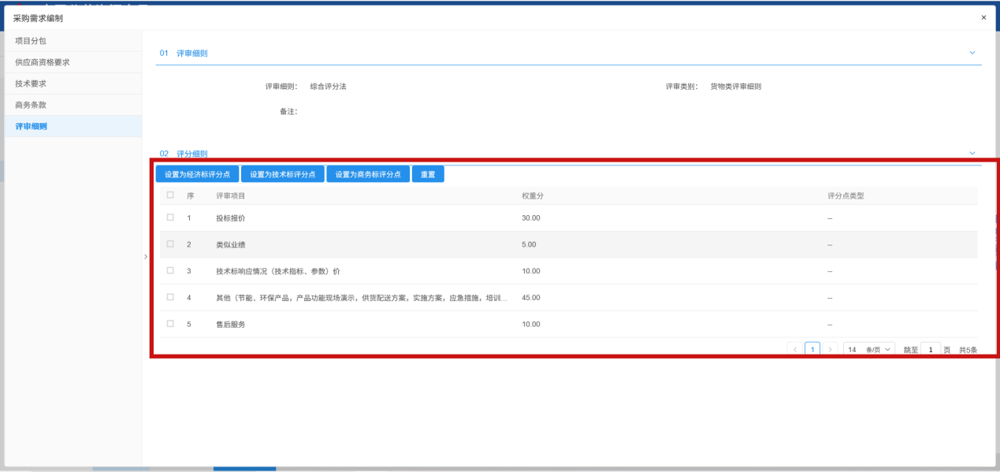 采购需求编制 ×
项目分包
供应商资格要求
技术要求
商务条款
评审细则
01 评审细则
评审细则: 综合评分法 评审类别: 货物类评审细则
备注:
02 评分细则
设置为经济标评分点 设置为技术标评分点 设置为商务标评分点 重置
序 评审项目 权重分 评分点类型
1 投标报价 30.00 --
2 类似业绩 5.00 --
3 技术标响应情况（技术指标、参数）价 10.00 --
4 其他（节能、环保产品，产品功能现场演示，供货配送方案，实施方案，应急措施，培训... 45.00 --
5 售后服务 10.00 --
< 1 > 14 条/页 跳至 1 页 共5条